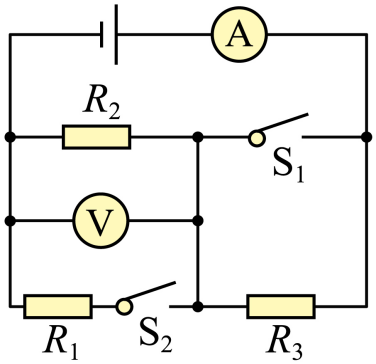 A
R₂
S₁
V
R₁
S₂
R₃